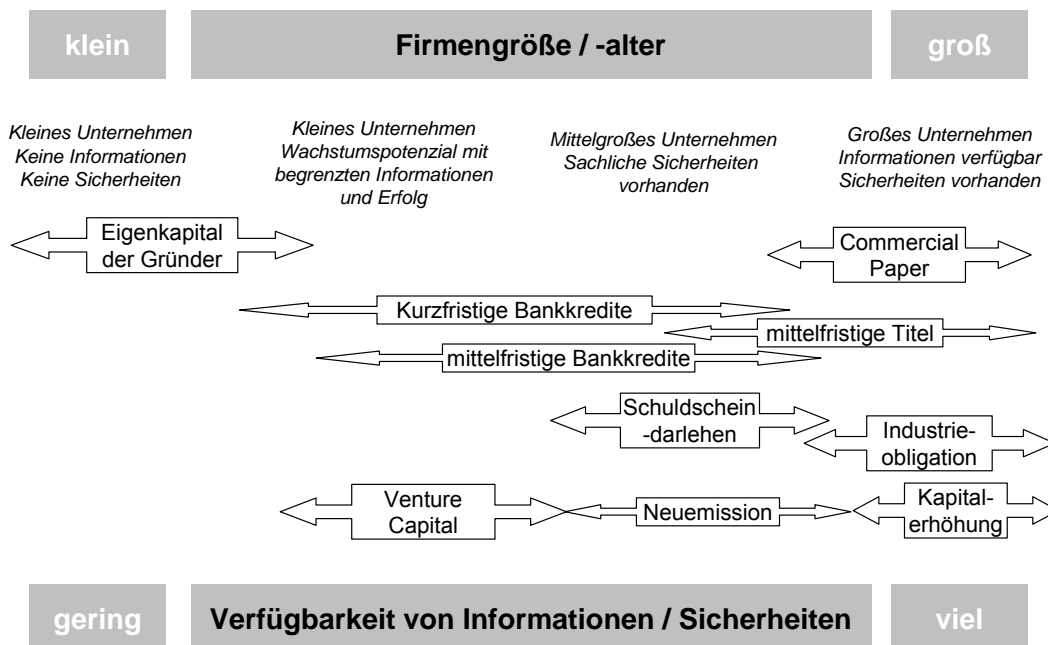 klein
Firmengröße / -alter
groß
Kleines Unternehmen
Keine Informationen
Keine Sicherheiten
Kleines Unternehmen
Wachstumspotenzial mit
begrenzten Informationen
und Erfolg
Mittelgroßes Unternehmen
Sachliche Sicherheiten
vorhanden
Großes Unternehmen
Informationen verfügbar
Sicherheiten vorhanden
Eigenkapital
der Gründer
Commercial
Paper
Kurzfristige Bankkredite
mittelfristige Titel
mittelfristige Bankkredite
Schuldschein
-darlehen
Industrie-
obligation
Venture
Capital
Neuemission
Kapital-
erhöhung
gering
Verfügbarkeit von Informationen / Sicherheiten
viel